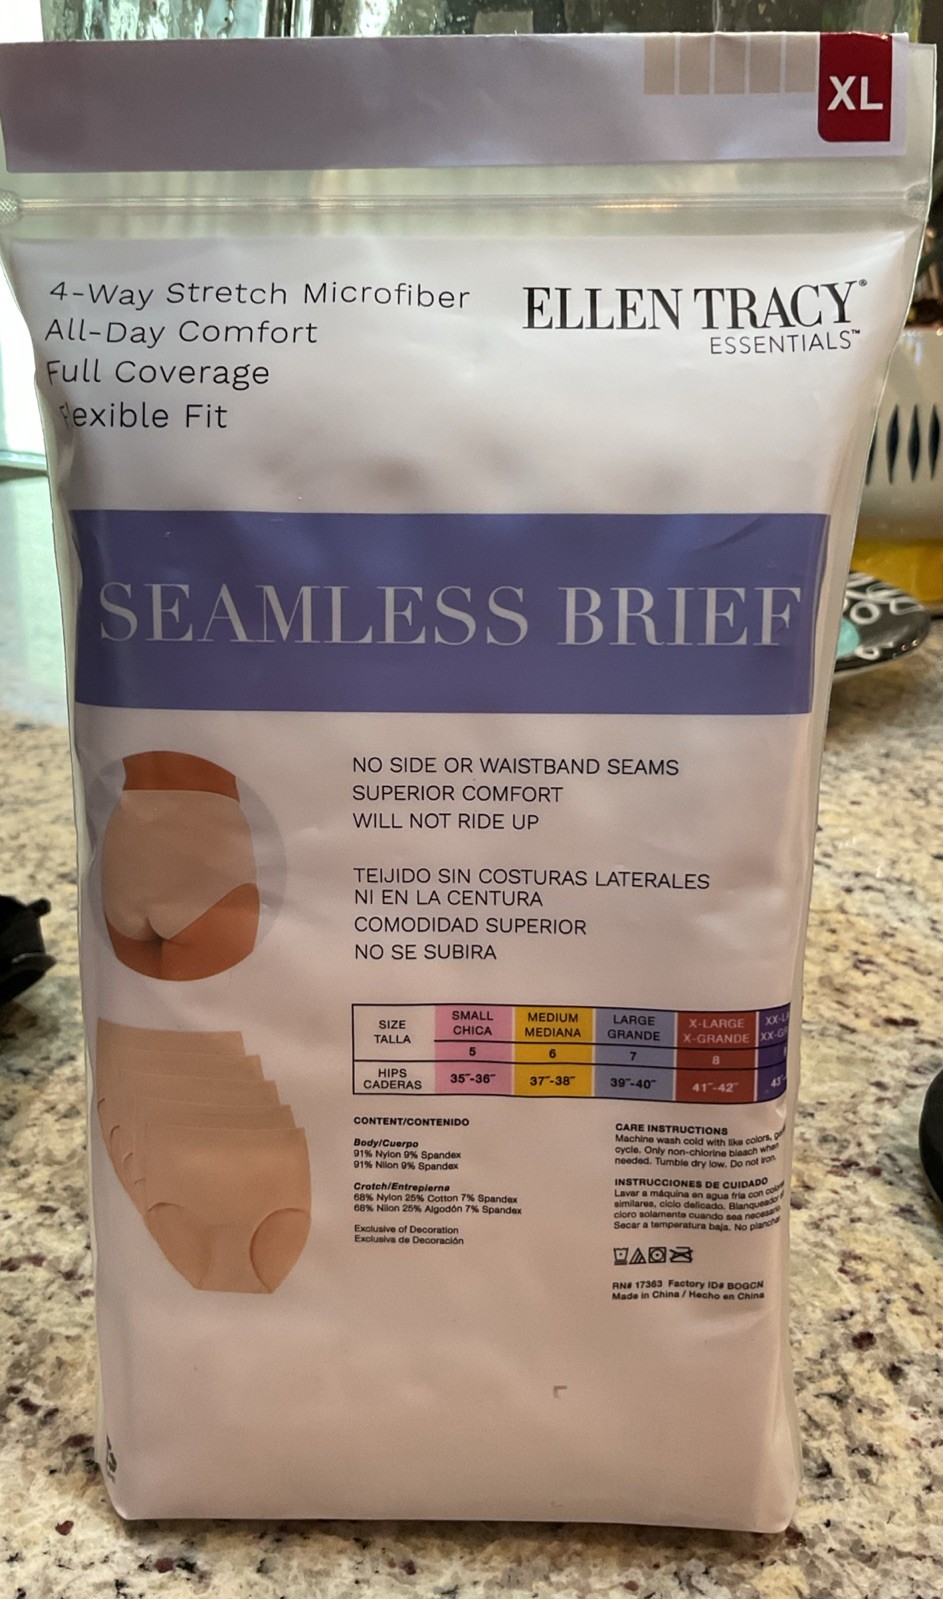 XL
4-Way Stretch Microfiber
All-Day Comfort
Full Coverage
Flexible Fit
ELLEN TRACY®
ESSENTIALS™
SEAMLESS BRIEF
NO SIDE OR WAISTBAND SEAMS
SUPERIOR COMFORT
WILL NOT RIDE UP
TEIJIDO SIN COSTURAS LATERALES
NI EN LA CENTURA
COMODIDAD SUPERIOR
NO SE SUBIRA
SIZE TALLA SMALL CHICA MEDIUM MEDIANA LARGE GRANDE X-LARGE X-GRANDE
5 6 7 8
HIPS CADERAS 35"-36" 37"-38" 39"-40" 41"-42"
CONTENT/CONTENIDO
Body/Cuerpo
91% Nylon 9% Spandex
91% Nilon 9% Spandex
Crotch/Entrepierna
68% Nylon 25% Cotton 7% Spandex
68% Nilon 25% Algodón 7% Spandex
Exclusive of Decoration
Exclusiva de Decoración
CARE INSTRUCTIONS
Machine wash cold with like colors,
cycle. Only non-chlorine bleach when
needed. Tumble dry low. Do not iron.
INSTRUCCIONES DE CUIDADO
Lavar a máquina en agua fria con
similares, ciclo delicado. Blanqueador
cloro solamente cuando sea necesario.
Secar a temperatura baja. No planchar
RN# 17363 Factory ID# BOGCN
Made in China / Hecho en China